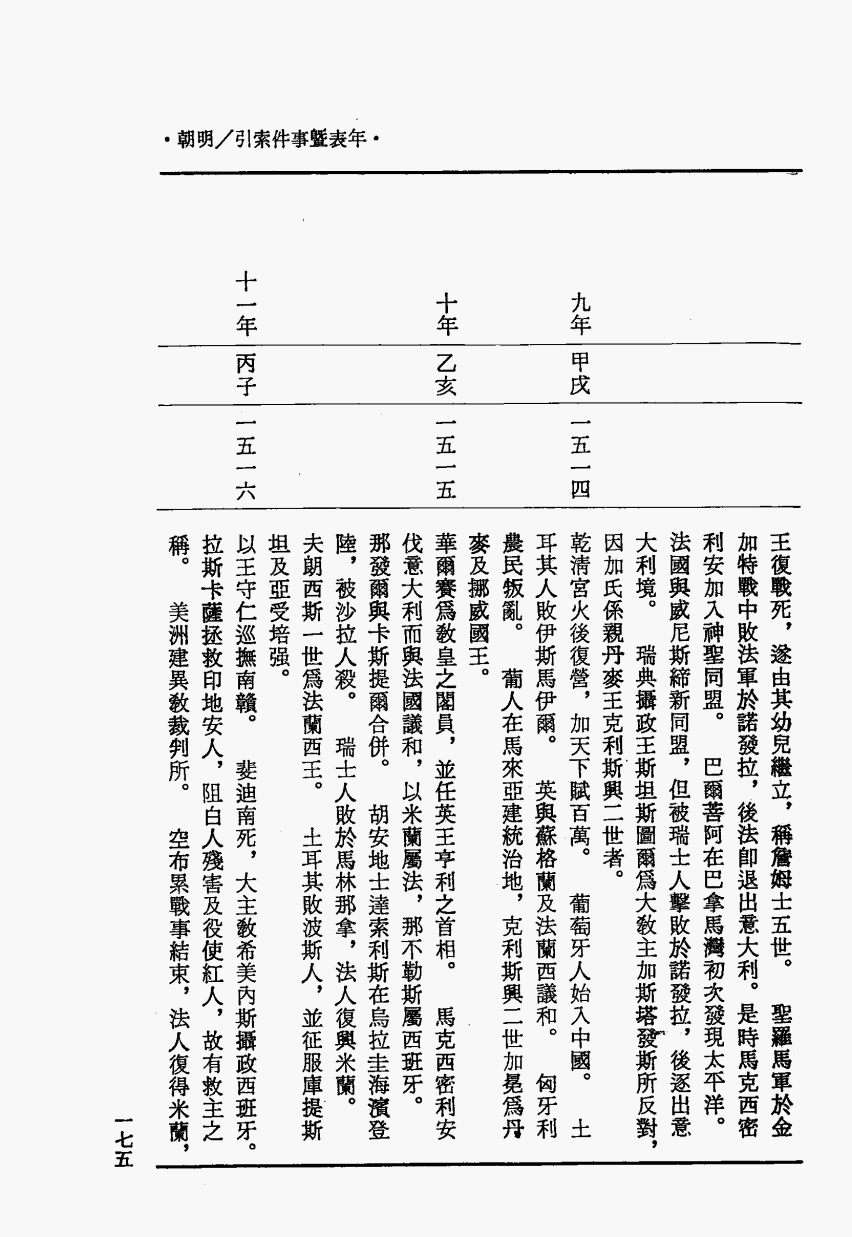 •朝明／引索件事暨表年•
王復戰死，遂由其幼兒繼立，稱詹姆士五世。　聖羅馬軍於金
加特戰中敗法軍於諾發拉，後法卽退出意大利。是時馬克西密
利安加入神聖同盟。　巴爾菩阿在巴拿馬灣初次發現太平洋。
法國與威尼斯締新同盟，但被瑞士人擊敗於諾發拉，後逐出意
大利境。　瑞典攝政王斯坦斯圖爾爲大敎主加斯塔發斯所反對，
因加氏係親丹麥王克利斯興二世者。
九年
甲戌
一五一四
乾淸宮火後復營，加天下賦百萬。　葡萄牙人始入中國。　土
耳其人敗伊斯馬伊爾。　英與蘇格蘭及法蘭西議和。　匈牙利
農民叛亂。　葡人在馬來亞建統治地，克利斯興二世加冕爲丹
麥及挪威國王。
十年
乙亥
一五一五
華爾賽爲敎皇之閣員，並任英王亨利之首相。　馬克西密利安
伐意大利而與法國議和，以米蘭屬法，那不勒斯屬西班牙。
那發爾與卡斯提爾合併。　胡安地士達索利斯在烏拉圭海濱登
陸，被沙拉人殺。　瑞士人敗於馬林那拿，法人復興米蘭。
夫朗西斯一世爲法蘭西王。　土耳其敗波斯人，並征服庫提斯
坦及亞受培强。
十一年
丙子
一五一六
以王守仁巡撫南贛。　斐迪南死，大主敎希美內斯攝政西班牙。
拉斯卡薩拯救印地安人，阻白人殘害及役使紅人，故有救主之
稱。　美洲建異敎裁判所。　空布累戰事結束，法人復得米蘭，
一七五